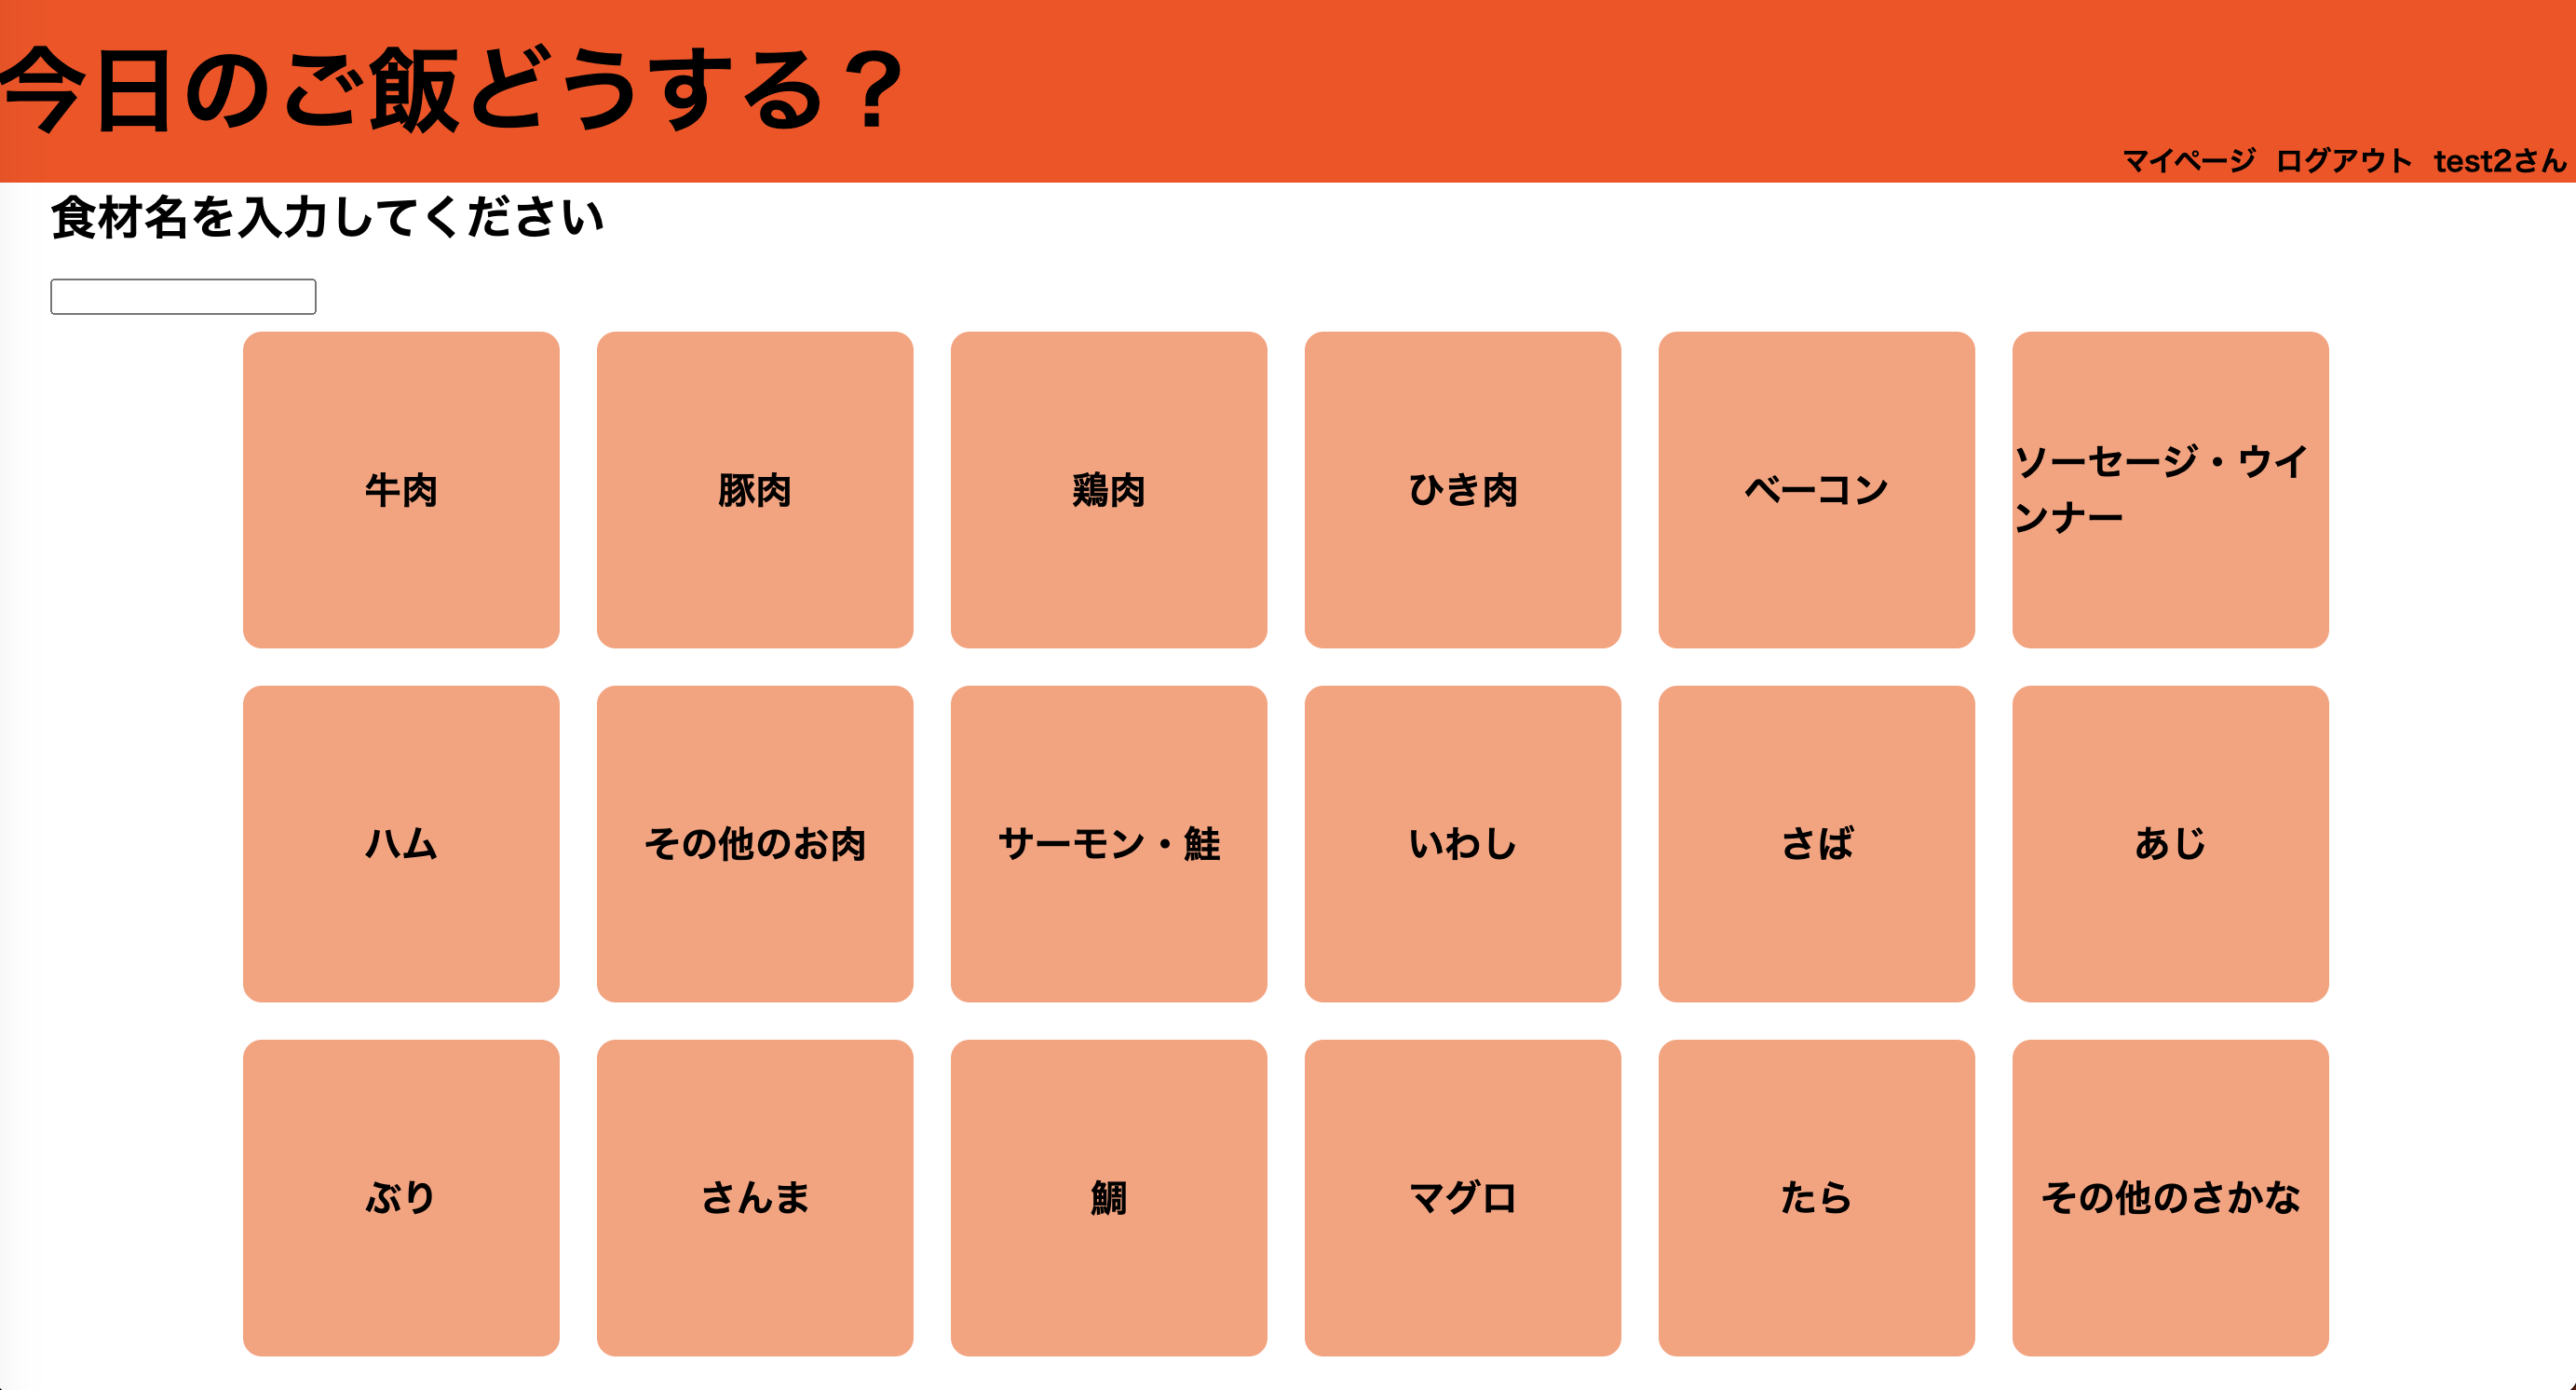 今日のご飯どうする？
マイページ ログアウト test2さん
食材名を入力してください
牛肉
豚肉
鶏肉
ひき肉
ベーコン
ソーセージ・ウイ
ンナー
ハム
その他のお肉
サーモン・鮭
いわし
さば
あじ
ぶり
さんま
鯛
マグロ
たら
その他のさかな